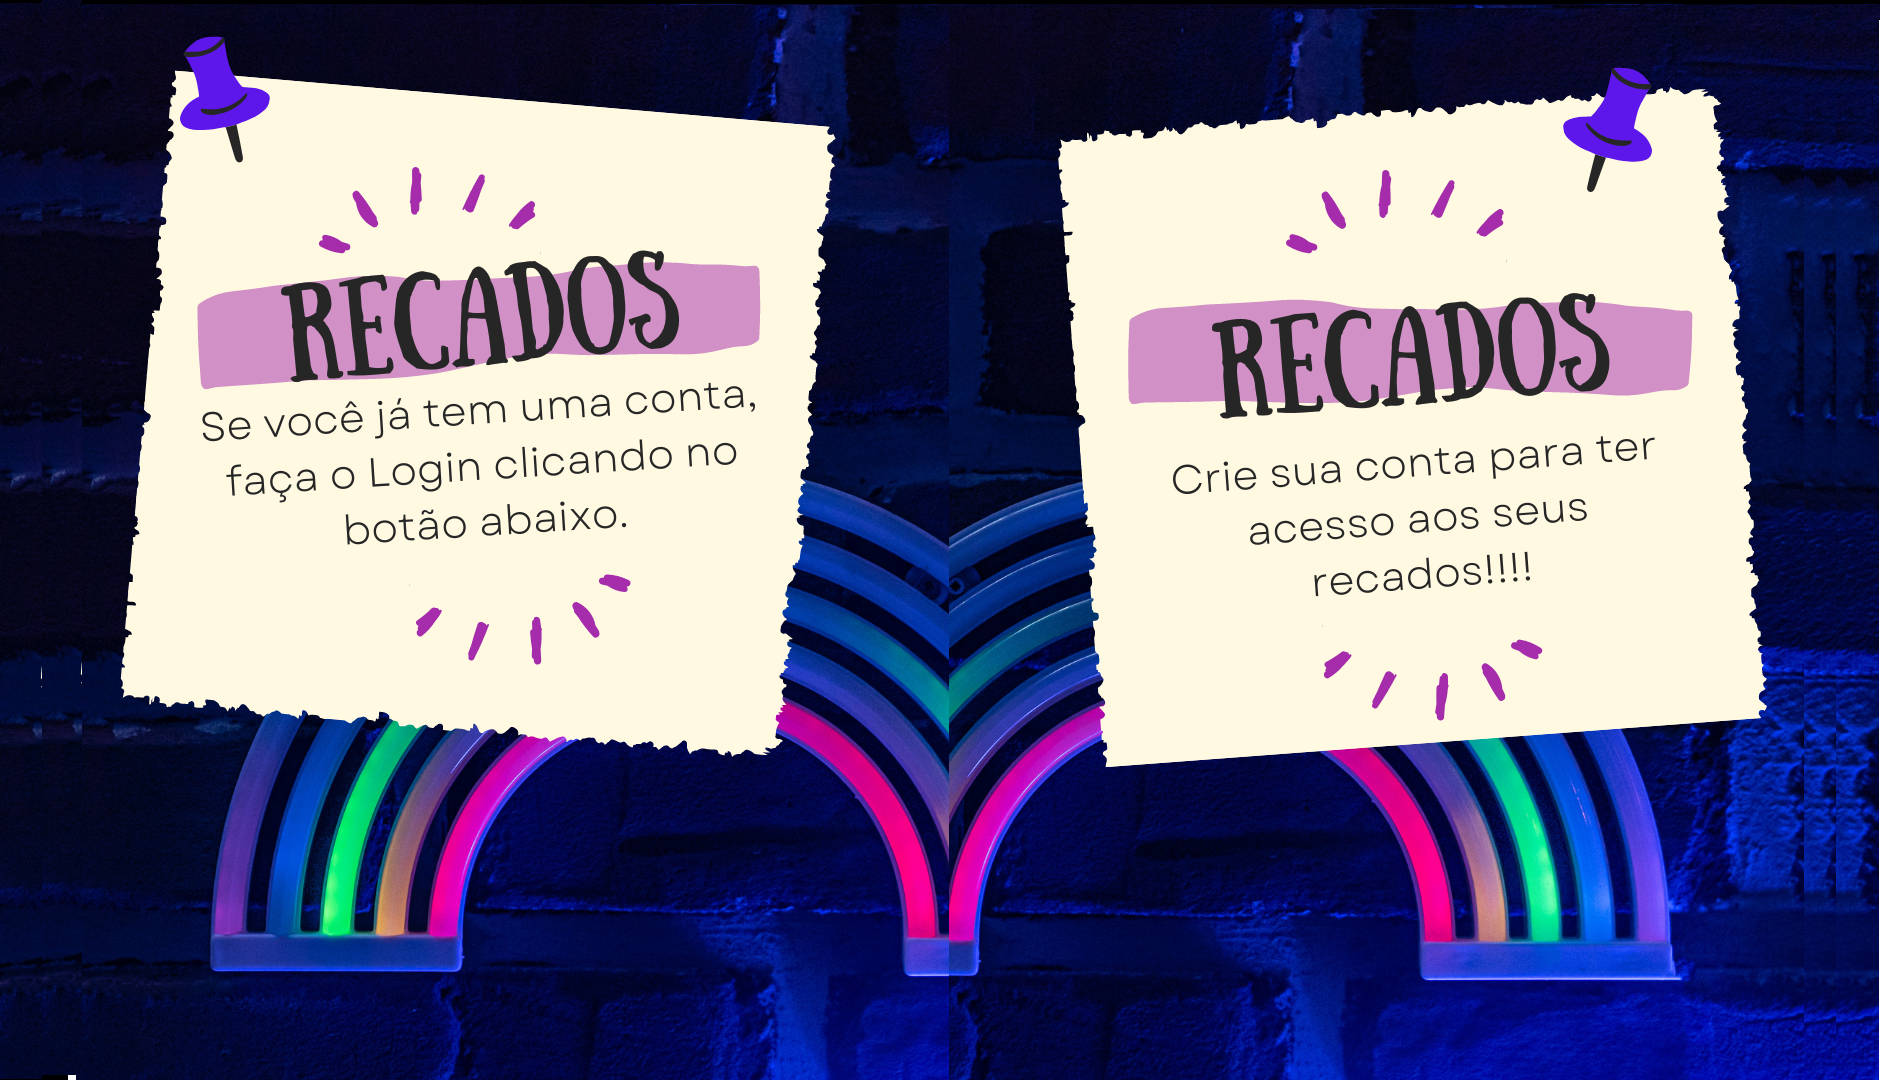 RECADOS
Se você já tem uma conta,
faça o Login clicando no
botão abaixo.
RECADOS
Crie sua conta para ter
acesso aos seus
recados!!!!